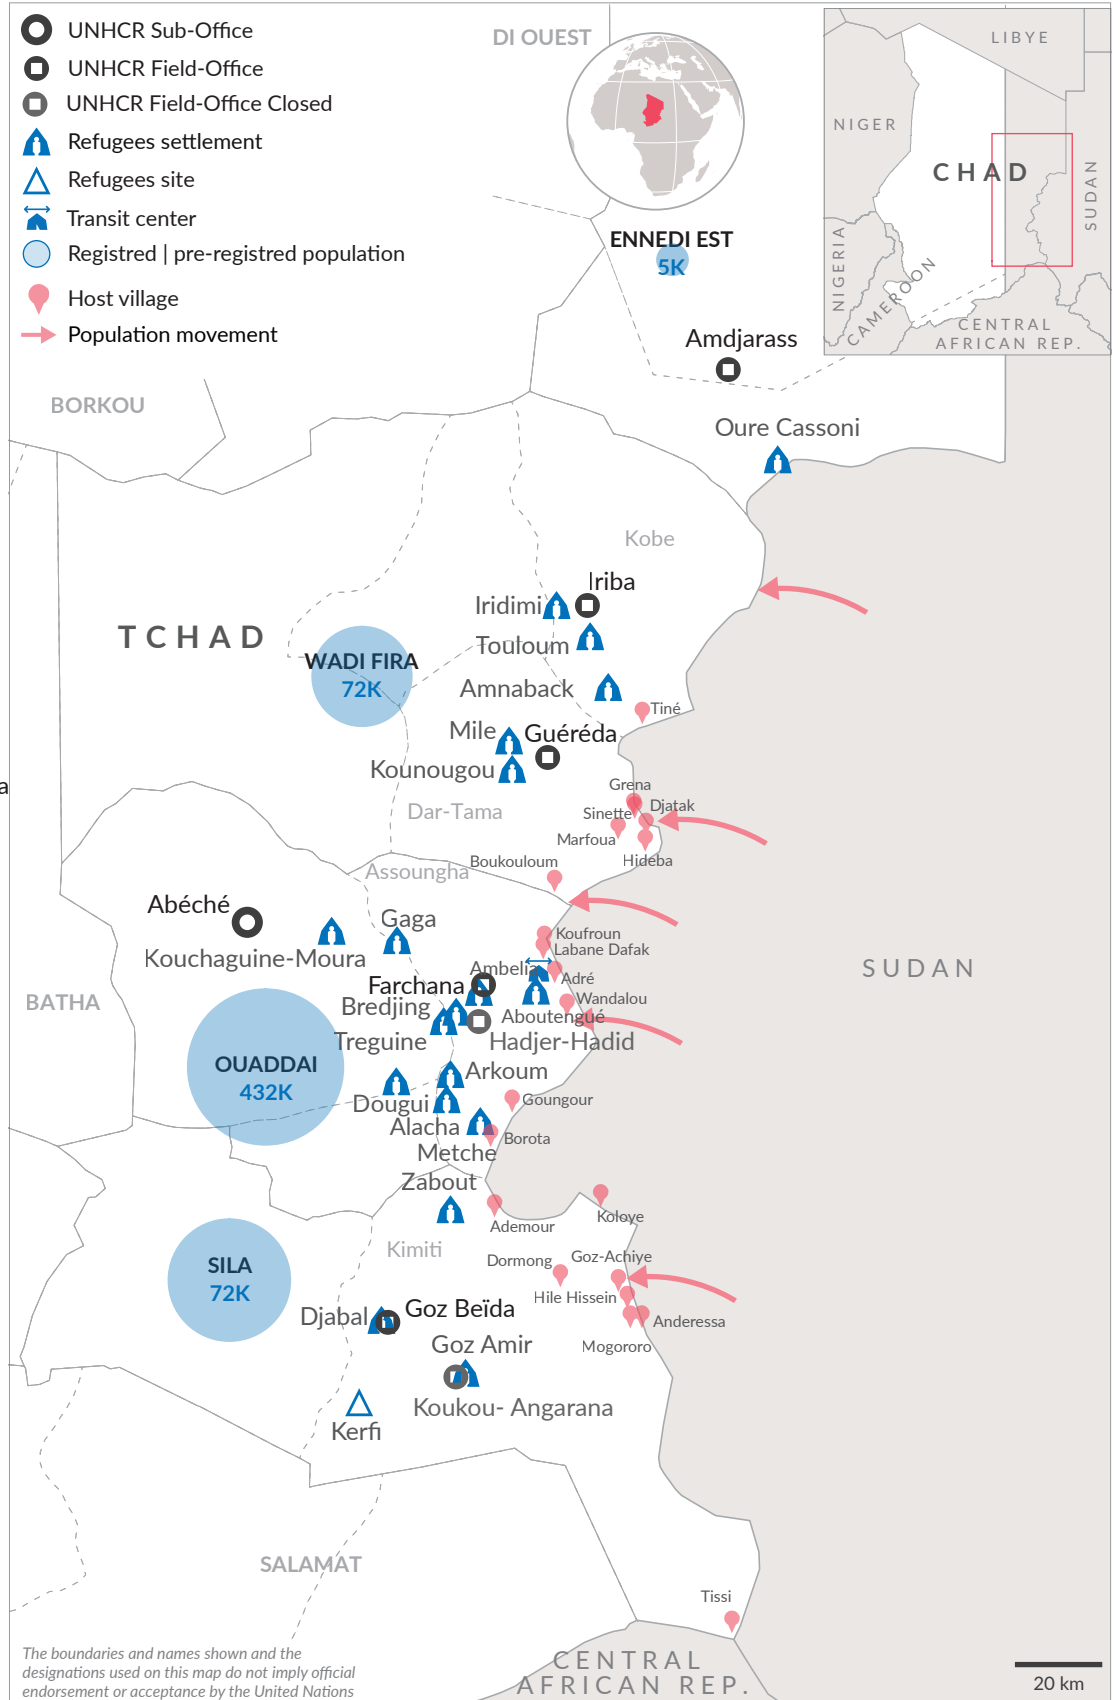 UNHCR Sub-Office
UNHCR Field-Office
UNHCR Field-Office Closed
Refugees settlement
Refugees site
Transit center
Registred | pre-registred population
Host village
Population movement
DI OUEST
LIBYE
NIGER
CHAD
SUDAN
NIGERIA
CAMEROON
CENTRAL
AFRICAN REP.
ENNEDI EST
5K
Amdjarass
BORKOU
Oure Cassoni
Kobe
Iriba
Iridimi
TCHAD
Touloum
WADI FIRA
72K
Amnaback
Tiné
Mile
Guéréda
Kounougou
a
Grena
Djatak
Sinette
Dar-Tama
Marfoua
Hideba
Boukouloum
Assoungha
Abéché
Gaga
Koufroun
Labane Dafak
Kouchaguine-Moura
Ambelia
SUDAN
Adré
Farchana
BATHA
Wandalou
Bredjing
Aboutengué
Treguine
Hadjer-Hadid
OUADDAI
432K
Arkoum
Dougui
Goungour
Alacha
Borota
Metche
Zabout
Koloye
Ademour
Kimiti
Dormong
Goz-Achiye
SILA
72K
Hile Hissein
Djabal
Goz Beïda
Anderessa
Goz Amir
Mogororo
Koukou- Angarana
Kerfi
SALAMAT
Tissi
The boundaries and names shown and the
designations used on this map do not imply official
endorsement or acceptance by the United Nations
CENTRAL
AFRICAN REP.
20 km